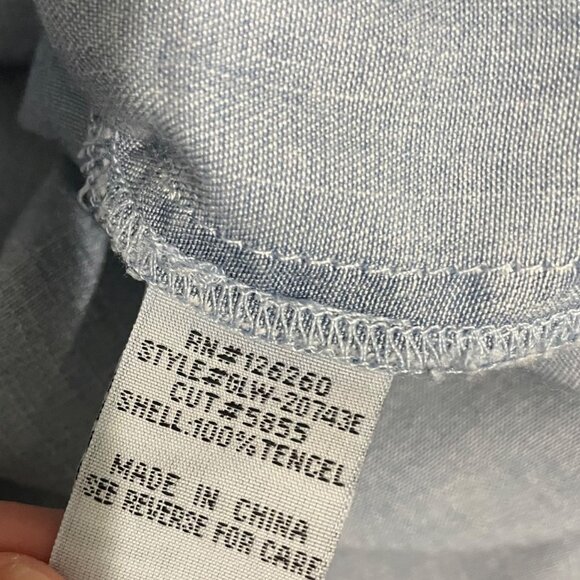 RN#126260
STYLE#GLW-20743E
CUT#5855
SHELL:100%TENCEL
MADE IN CHINA
SEE REVERSE FOR CARE